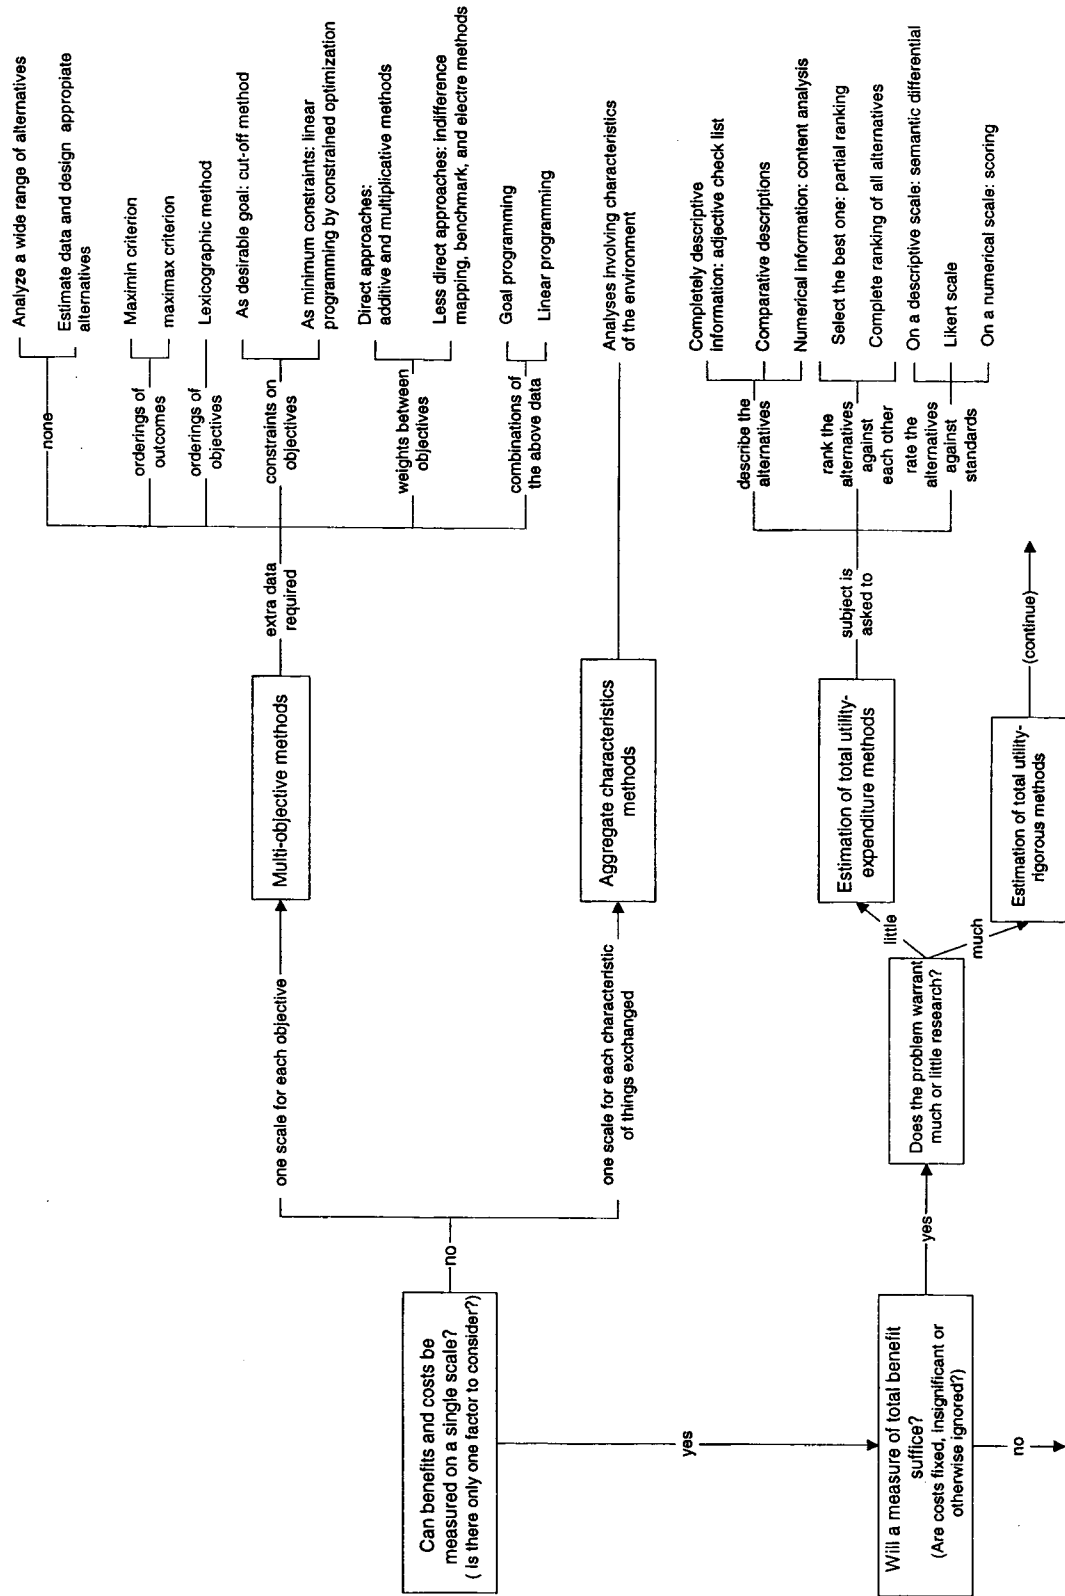 Can benefits and costs be
measured on a single scale?
( Is there only one factor to consider?)
no
one scale for each objective
Multi-objective methods
extra data
required
none
Analyze a wide range of alternatives
Estimate data and design appropiate
alternatives
orderings of
outcomes
Maximin criterion
maximax criterion
orderings of
objectives
Lexicographic method
constraints on
objectives
As desirable goal: cut-off method
As minimum constraints: linear
programming by constrained optimization
weights between
objectives
Direct approaches:
additive and multiplicative methods
Less direct approaches: indifference
mapping, benchmark, and electre methods
combinations of
the above data
Goal programming
Linear programming
one scale for each characteristic
of things exchanged
Aggregate characteristics
methods
Analyses involving characteristics
of the environment
yes
Will a measure of total benefit
suffice?
(Are costs fixed, insignificant or
otherwise ignored?)
no
yes
Does the problem warrant
much or little research?
little
Estimation of total utility-
expenditure methods
subject is
asked to
describe the
alternatives
Completely descriptive
information: adjective check list
Comparative descriptions
Numerical information: content analysis
rank the
alternatives
against
each other
Select the best one: partial ranking
Complete ranking of all alternatives
rate the
alternatives
against
standards
On a descriptive scale: semantic differential
Likert scale
On a numerical scale: scoring
much
Estimation of total utility-
rigorous methods
(continue)